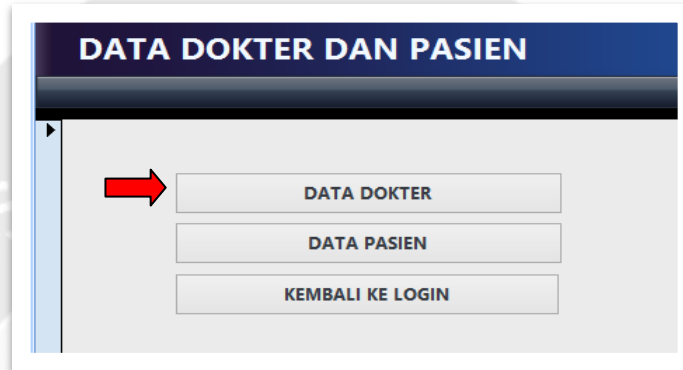 DATA DOKTER DAN PASIEN
DATA DOKTER
DATA PASIEN
KEMBALI KE LOGIN